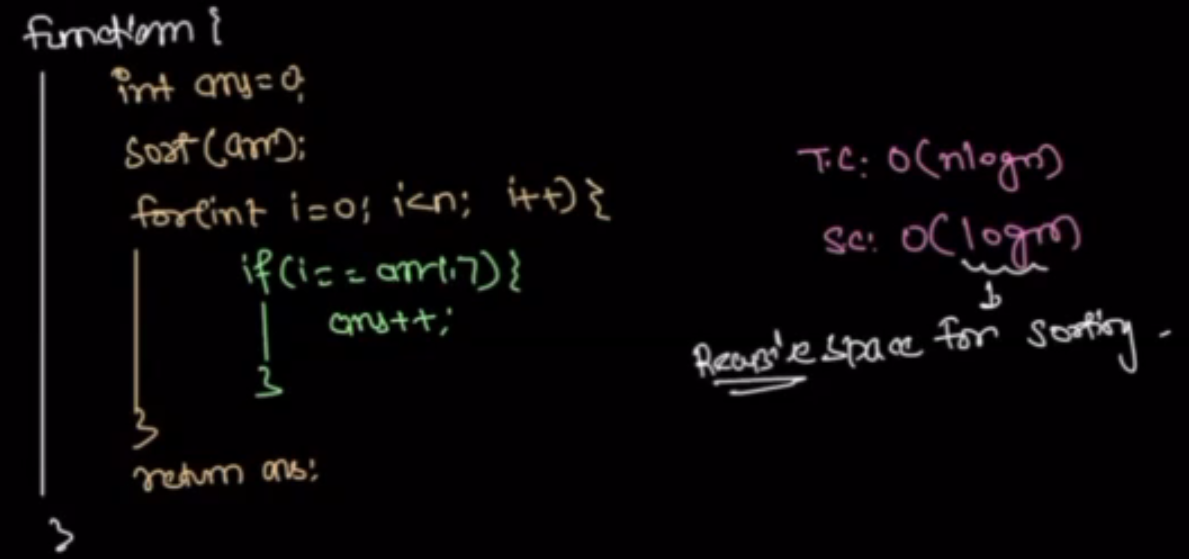 function {
int ans=0;
sort(arr);
for(int i=0; i<n; i++) {
if(i==arr[i]) {
ans++;
}
}
return ans;
}
T.C: O(nlogn)
SC: O(logn)
Recursive space for sorting.